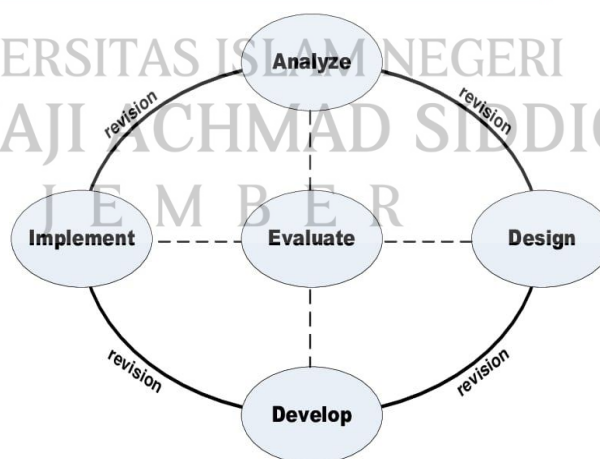 ERSITAS ISLAM NEGERI
Analyze
revision
revision
AJI ACHMAD SIDDIQ
J E M B E R
Implement
Evaluate
Design
revision
revision
Develop